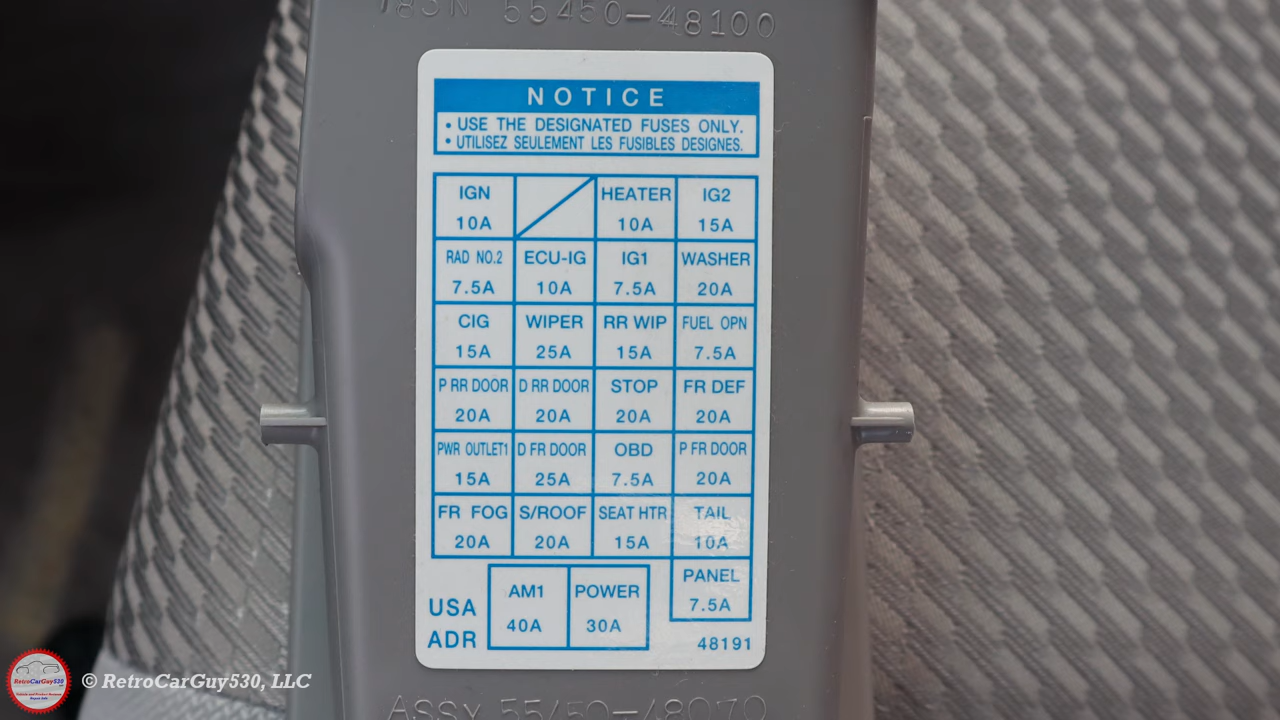 55450-48100
NOTICE
• USE THE DESIGNATED FUSES ONLY.
• UTILISEZ SEULEMENT LES FUSIBLES DESIGNES.
IGN HEATER IG2
10A 10A 15A
RAD NO.2 ECU-IG IG1 WASHER
7.5A 10A 7.5A 20A
CIG WIPER RR WIP FUEL OPN
15A 25A 15A 7.5A
P RR DOOR D RR DOOR STOP FR DEF
20A 20A 20A 20A
PWR OUTLET1 D FR DOOR OBD P FR DOOR
15A 25A 7.5A 20A
FR FOG S/ROOF SEAT HTR TAIL
20A 20A 15A 10A
AM1 POWER PANEL
40A 30A 7.5A
USA
ADR 48191
RetroCarGuy530
© RetroCarGuy530, LLC
ASSY 55450-48070